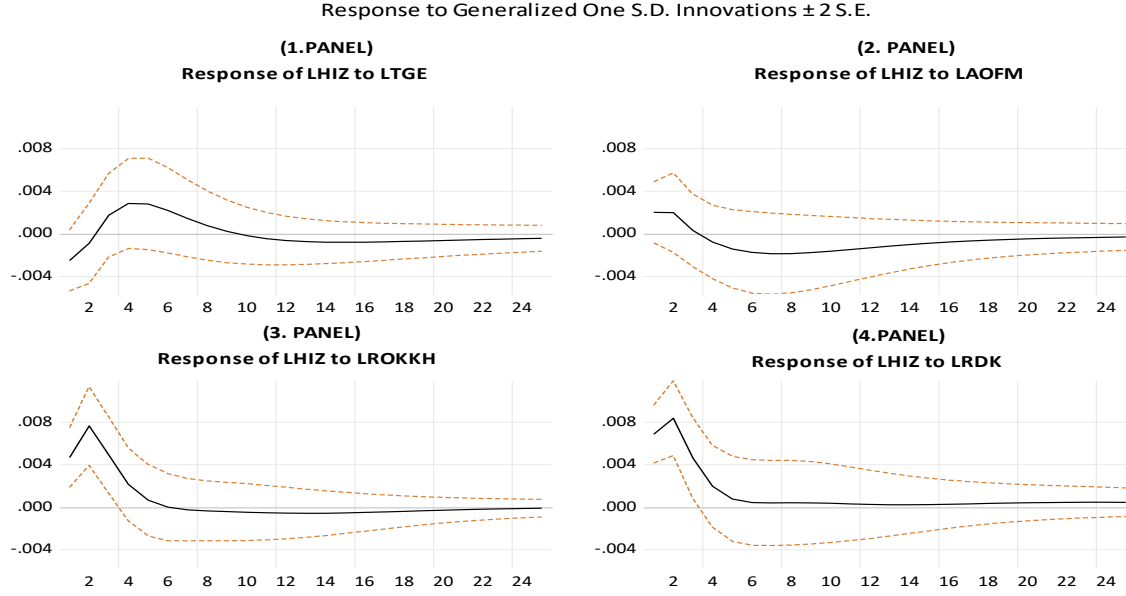 Response to Generalized One S.D. Innovations ± 2 S.E.
(1.PANEL)
Response of LHIZ to LTGE
.008
.004
.000
-.004
2 4 6 8 10 12 14 16 18 20 22 24
(2. PANEL)
Response of LHIZ to LAOFM
.008
.004
.000
-.004
2 4 6 8 10 12 14 16 18 20 22 24
(3. PANEL)
Response of LHIZ to LROKKH
.008
.004
.000
-.004
2 4 6 8 10 12 14 16 18 20 22 24
(4.PANEL)
Response of LHIZ to LRDK
.008
.004
.000
-.004
2 4 6 8 10 12 14 16 18 20 22 24